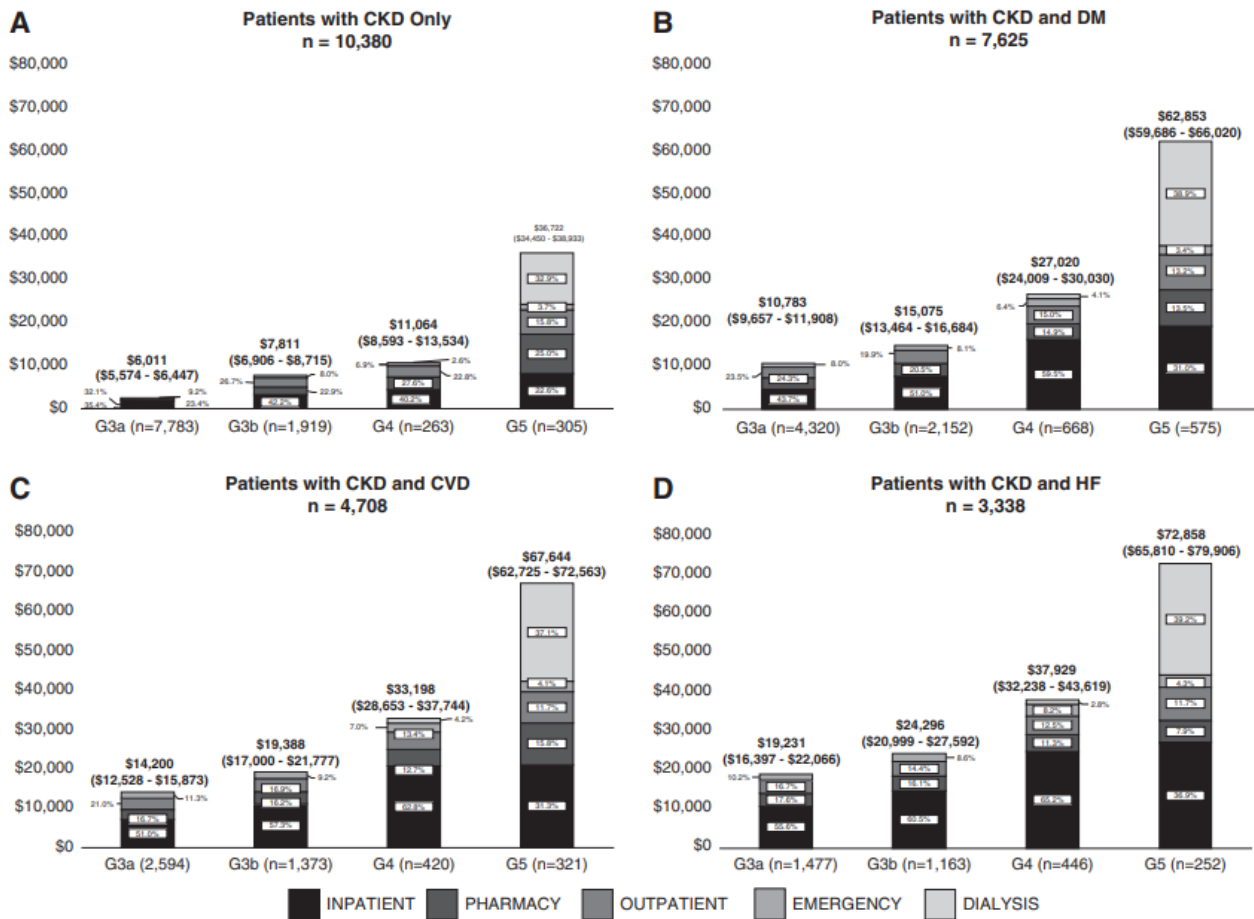 A
Patients with CKD Only
n = 10,380
$80,000
$70,000
$60,000
$50,000
$40,000
$30,000
$20,000
$10,000
$0
$6,011
($5,574 - $6,447)
32.1%
9.2%
35.4%
23.4%
$7,811
($6,906 - $8,715)
8.0%
26.7%
22.9%
42.2%
$11,064
($8,593 - $13,534)
2.6%
6.9%
22.8%
27.6%
40.2%
$36,722
($34,450 - $38,933)
32.9%
3.7%
15.8%
25.0%
22.6%
G3a (n=7,783)
G3b (n=1,919)
G4 (n=263)
G5 (n=305)
B
Patients with CKD and DM
n = 7,625
$80,000
$70,000
$60,000
$50,000
$40,000
$30,000
$20,000
$10,000
$0
$10,783
($9,657 - $11,908)
8.0%
23.5%
24.3%
43.7%
$15,075
($13,464 - $16,684)
8.1%
19.9%
20.5%
51.0%
$27,020
($24,009 - $30,030)
4.1%
6.4%
15.0%
14.9%
59.5%
$62,853
($59,686 - $66,020)
38.9%
3.4%
13.2%
13.5%
31.0%
G3a (n=4,320)
G3b (n=2,152)
G4 (n=668)
G5 (=575)
C
Patients with CKD and CVD
n = 4,708
$80,000
$70,000
$60,000
$50,000
$40,000
$30,000
$20,000
$10,000
$0
$14,200
($12,528 - $15,873)
11.3%
21.0%
16.7%
51.0%
$19,388
($17,000 - $21,777)
9.2%
16.9%
16.2%
57.3%
$33,198
($28,653 - $37,744)
4.2%
7.0%
13.4%
12.7%
62.8%
$67,644
($62,725 - $72,563)
37.1%
4.1%
11.7%
15.8%
31.3%
G3a (2,594)
G3b (n=1,373)
G4 (n=420)
G5 (n=321)
D
Patients with CKD and HF
n = 3,338
$80,000
$70,000
$60,000
$50,000
$40,000
$30,000
$20,000
$10,000
$0
$19,231
($16,397 - $22,066)
10.2%
16.7%
17.6%
55.6%
$24,296
($20,999 - $27,592)
8.6%
14.4%
16.1%
60.5%
$37,929
($32,238 - $43,619)
2.8%
8.2%
12.5%
11.3%
65.2%
$72,858
($65,810 - $79,906)
39.2%
4.3%
11.7%
7.9%
36.9%
G3a (n=1,477)
G3b (n=1,163)
G4 (n=446)
G5 (n=252)
INPATIENT
PHARMACY
OUTPATIENT
EMERGENCY
DIALYSIS